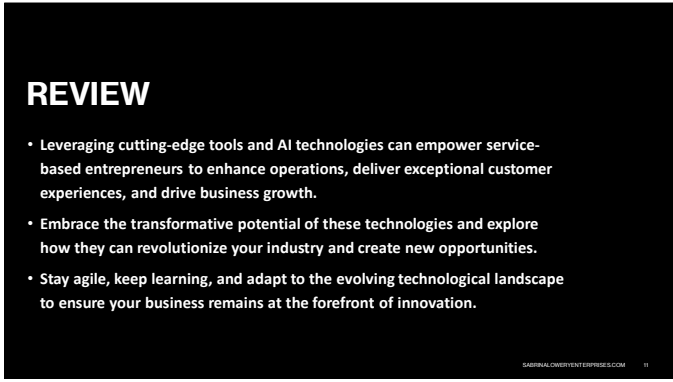 REVIEW
• Leveraging cutting-edge tools and AI technologies can empower service-
based entrepreneurs to enhance operations, deliver exceptional customer
experiences, and drive business growth.
• Embrace the transformative potential of these technologies and explore
how they can revolutionize your industry and create new opportunities.
• Stay agile, keep learning, and adapt to the evolving technological landscape
to ensure your business remains at the forefront of innovation.
SABRINALOWERYENTERPRISES.COM 11